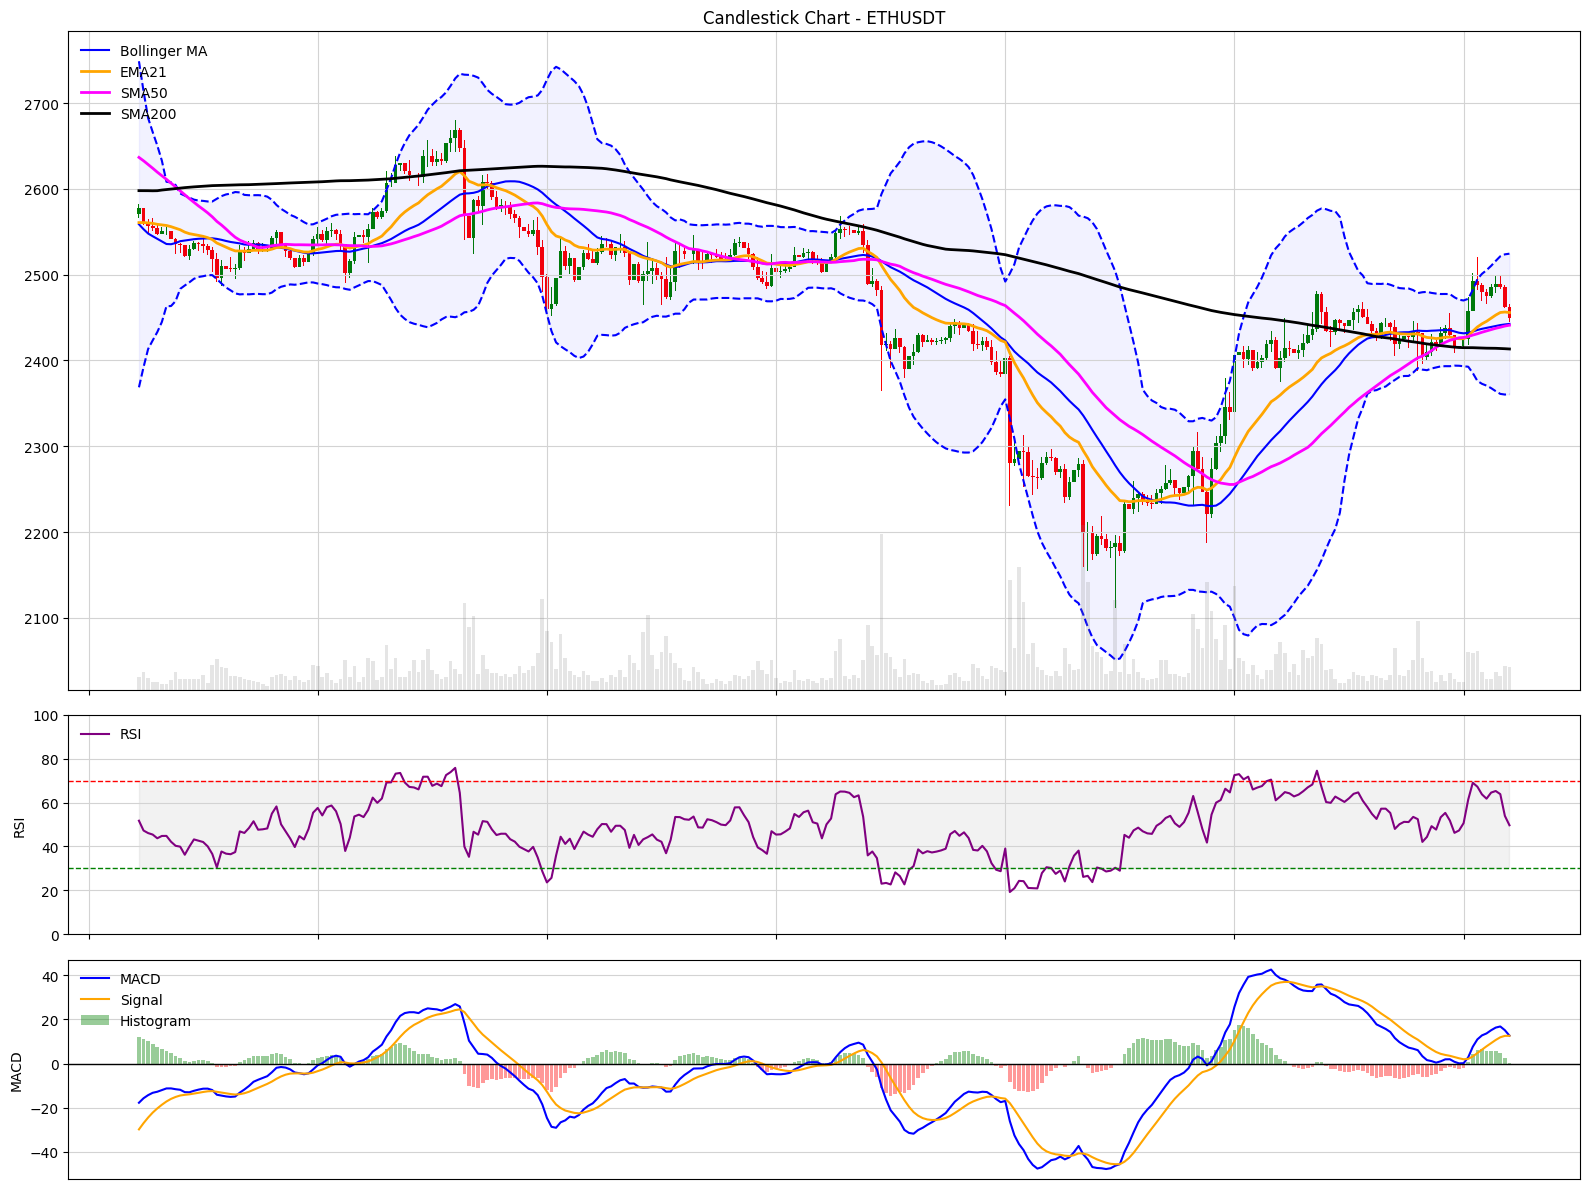 Candlestick Chart - ETHUSDT
Bollinger MA
EMA21
SMA50
SMA200
2700
2600
2500
2400
2300
2200
2100
RSI
100
80
60
40
20
0
RSI
MACD
Signal
Histogram
40
20
0
−20
−40
MACD